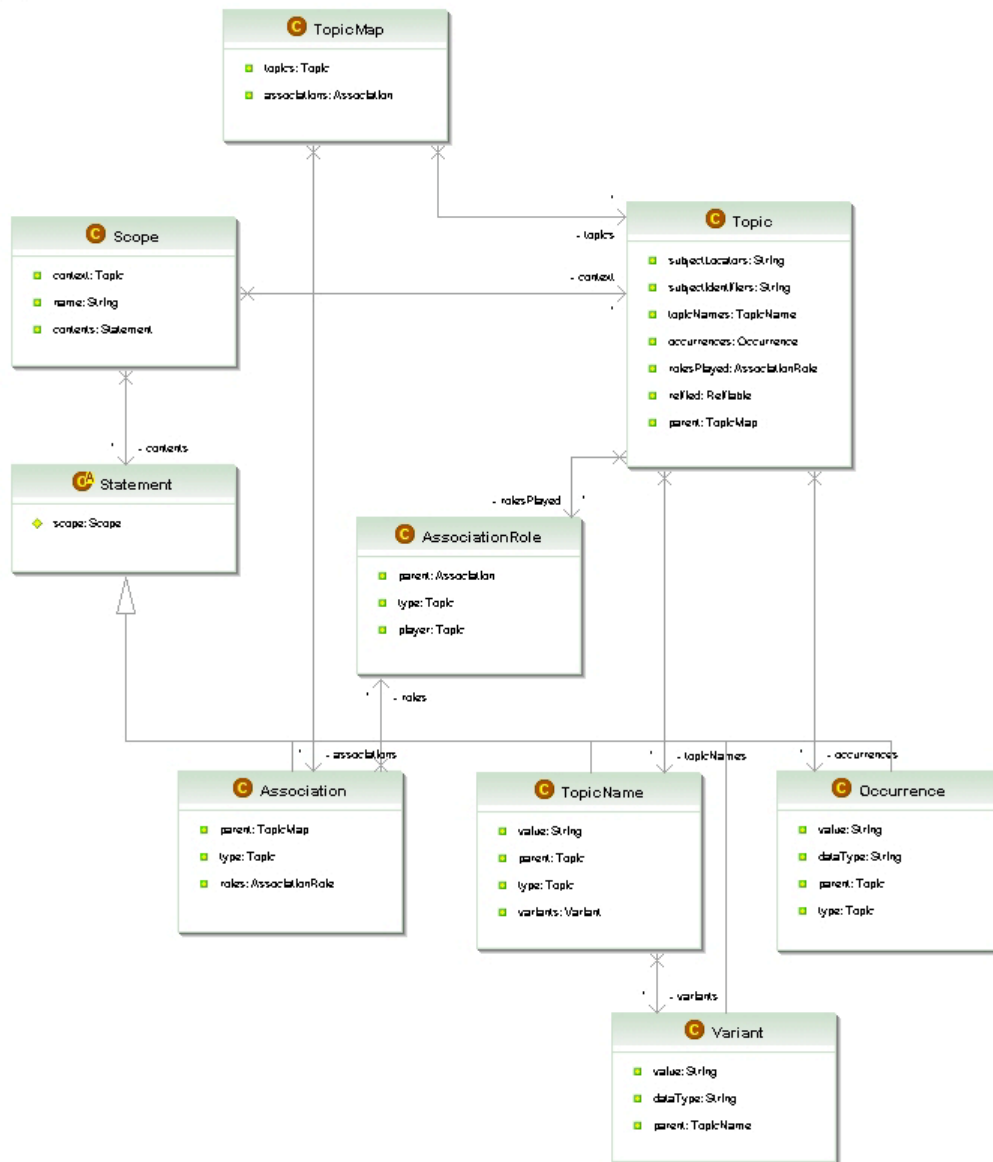 C TopicMap
topics: Topic
associations: Association
*
- topics
C Scope
context: Topic
name: String
contents: Statement
- context
*
C Topic
subjectLocators: String
subjectIdentifiers: String
topicNames: TopicName
occurrences: Occurrence
rolesPlayed: AssociationRole
reified: Reifiable
parent: TopicMap
* - contents
CA Statement
scope: Scope
- rolesPlayed *
C AssociationRole
parent: Association
type: Topic
player: Topic
* - roles
* - associations
* - topicNames
* - occurrences
C Association
parent: TopicMap
type: Topic
roles: AssociationRole
C TopicName
value: String
parent: Topic
type: Topic
variants: Variant
C Occurrence
value: String
dataType: String
parent: Topic
type: Topic
* - variants
C Variant
value: String
dataType: String
parent: TopicName